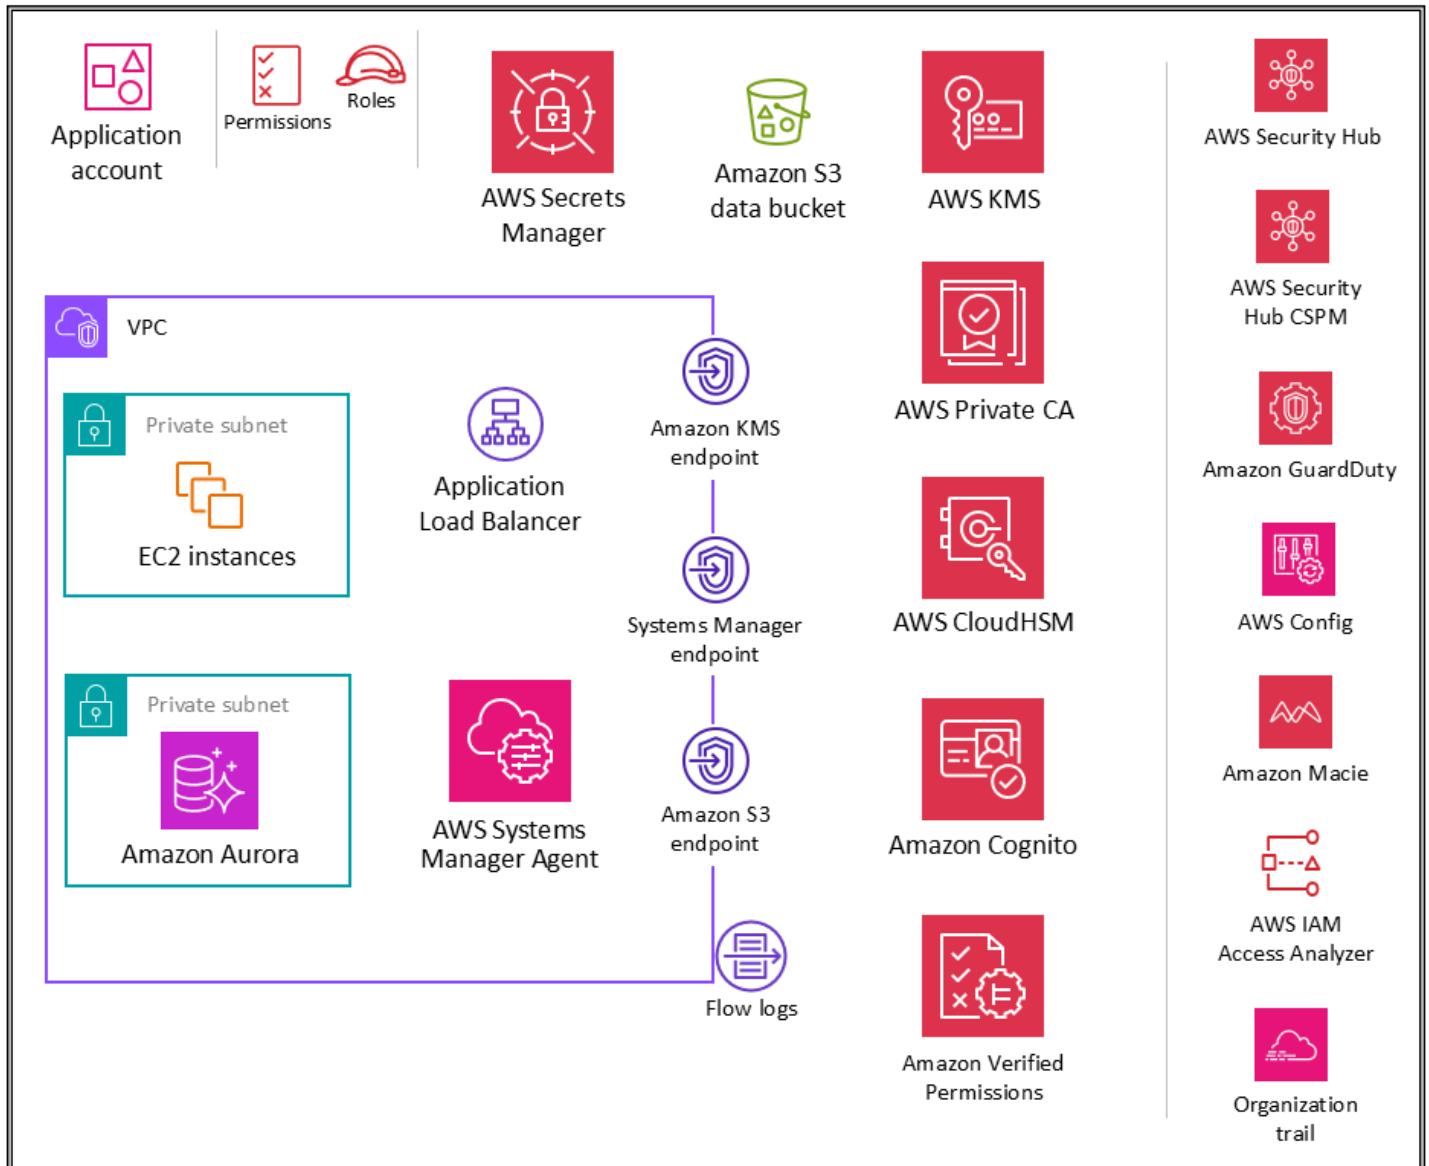 Application
account
Permissions
Roles
AWS Secrets
Manager
Amazon S3
data bucket
AWS KMS
VPC
Private subnet
EC2 instances
Application
Load Balancer
Amazon KMS
endpoint
Systems Manager
endpoint
Private subnet
Amazon Aurora
AWS Systems
Manager Agent
Amazon S3
endpoint
Flow logs
AWS Private CA
AWS CloudHSM
Amazon Cognito
Amazon Verified
Permissions
AWS Security Hub
AWS Security
Hub CSPM
Amazon GuardDuty
AWS Config
Amazon Macie
AWS IAM
Access Analyzer
Organization
trail